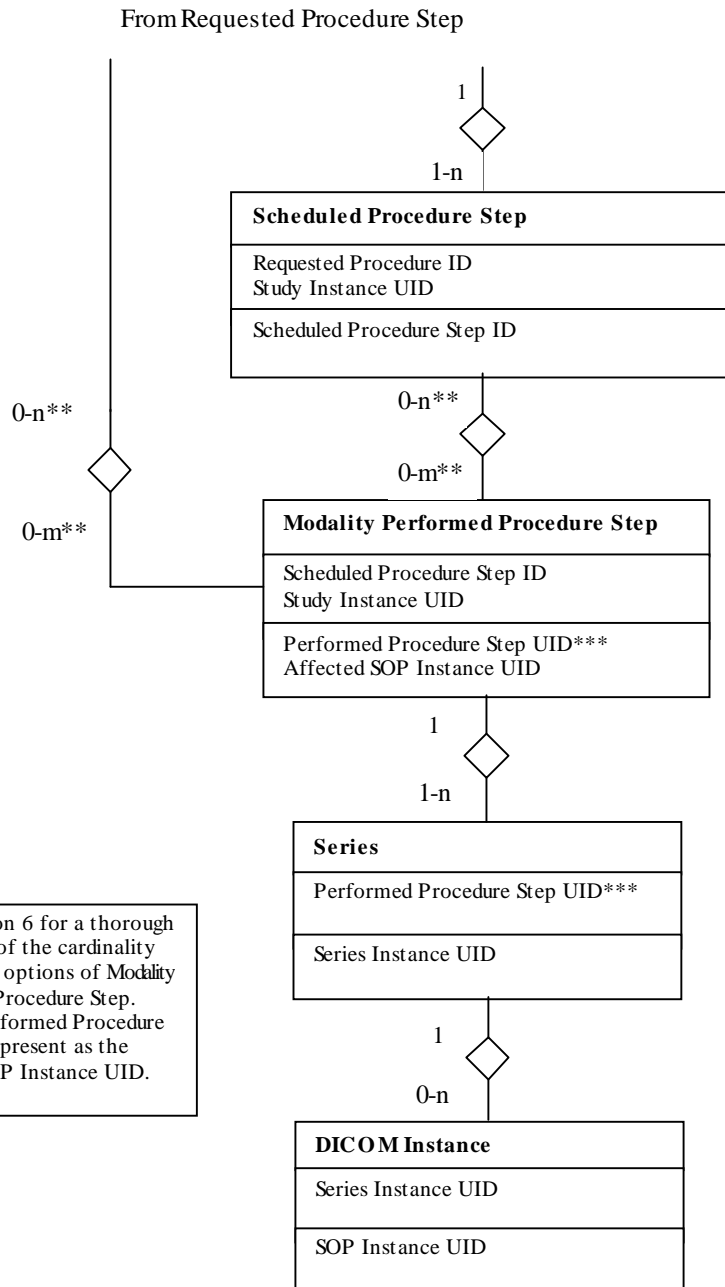 From Requested Procedure Step
1
1-n
Scheduled Procedure Step
Requested Procedure ID
Study Instance UID
Scheduled Procedure Step ID
0-n**
0-n**
0-m**
0-m**
Modality Performed Procedure Step
Scheduled Procedure Step ID
Study Instance UID
Performed Procedure Step UID***
Affected SOP Instance UID
1
1-n
Series
Performed Procedure Step UID***
Series Instance UID
on 6 for a thorough
of the cardinality
options of Modality
Procedure Step.
formed Procedure
present as the
P Instance UID.
1
0-n
DICOM Instance
Series Instance UID
SOP Instance UID